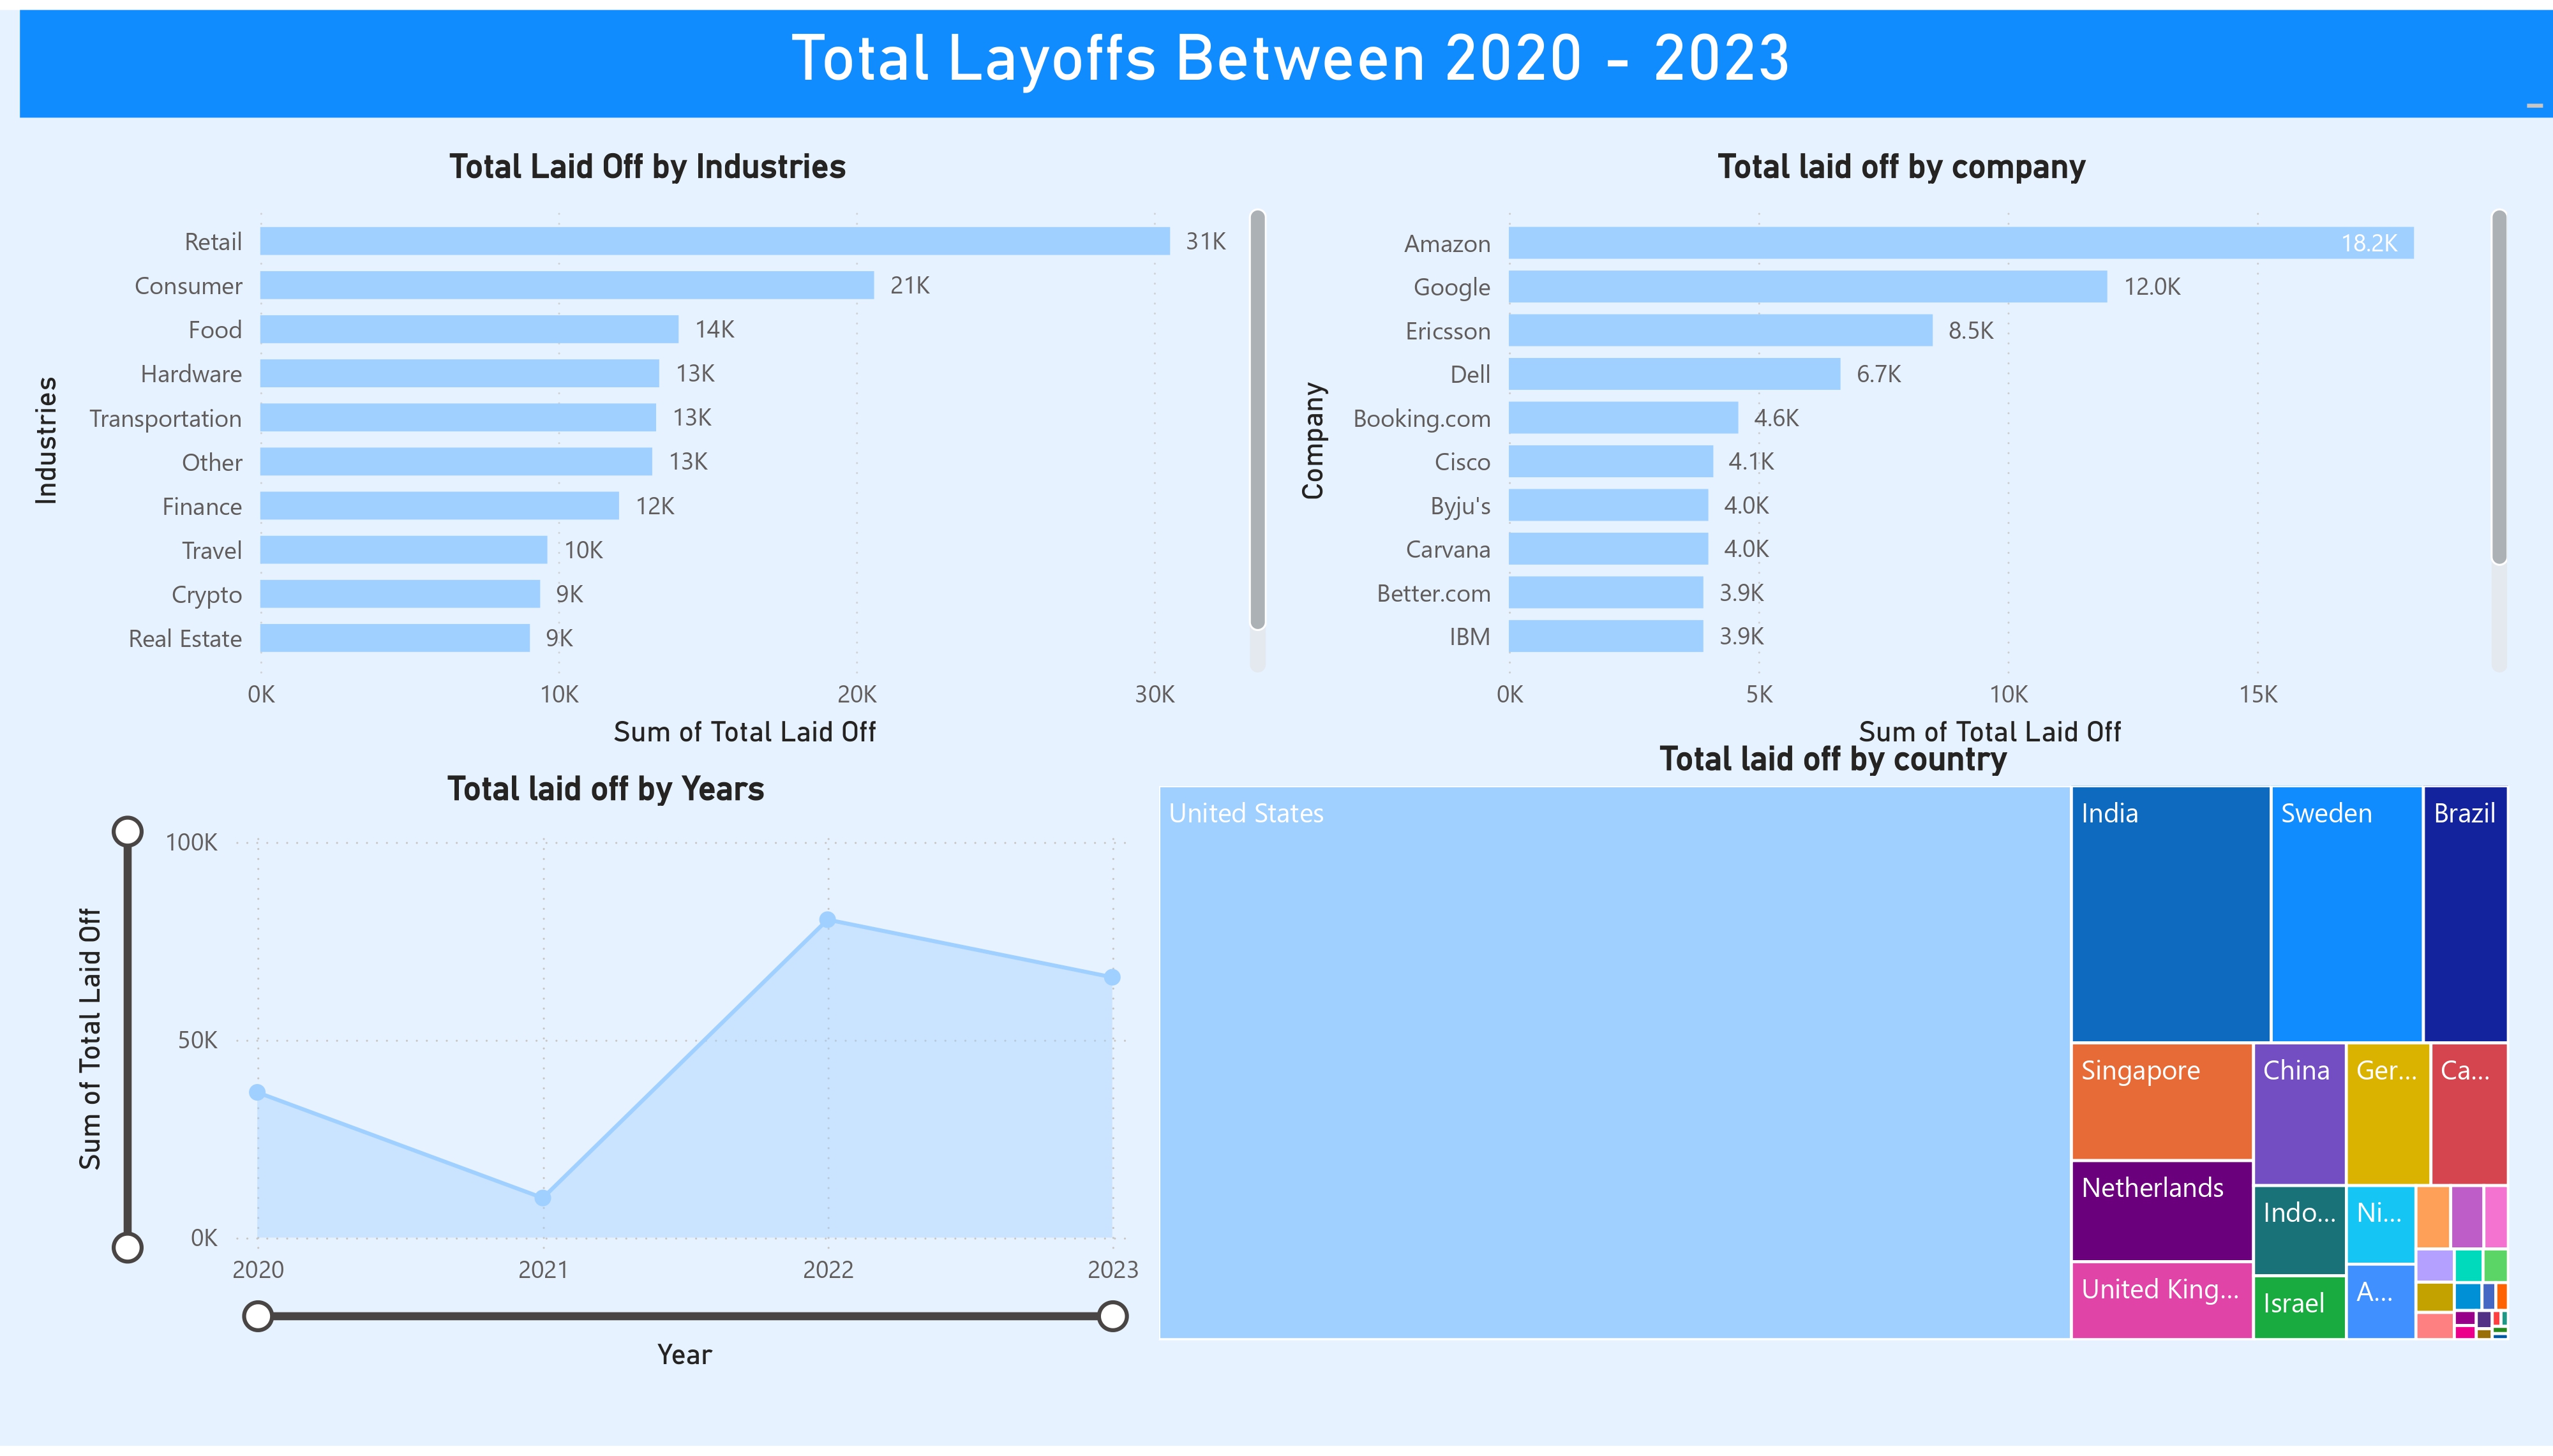 Total Layoffs Between 2020 - 2023
Total Laid Off by Industries
Industries
Retail 31K
Consumer 21K
Food 14K
Hardware 13K
Transportation 13K
Other 13K
Finance 12K
Travel 10K
Crypto 9K
Real Estate 9K
0K 10K 20K 30K
Sum of Total Laid Off
Total laid off by company
Company
Amazon 18.2K
Google 12.0K
Ericsson 8.5K
Dell 6.7K
Booking.com 4.6K
Cisco 4.1K
Byju's 4.0K
Carvana 4.0K
Better.com 3.9K
IBM 3.9K
0K 5K 10K 15K
Sum of Total Laid Off
Total laid off by Years
Sum of Total Laid Off
100K
50K
0K
2020 2021 2022 2023
Year
Total laid off by country
United States
India
Sweden
Brazil
Singapore
China
Ger...
Ca...
Netherlands
Indo...
Ni...
United King...
Israel
A...